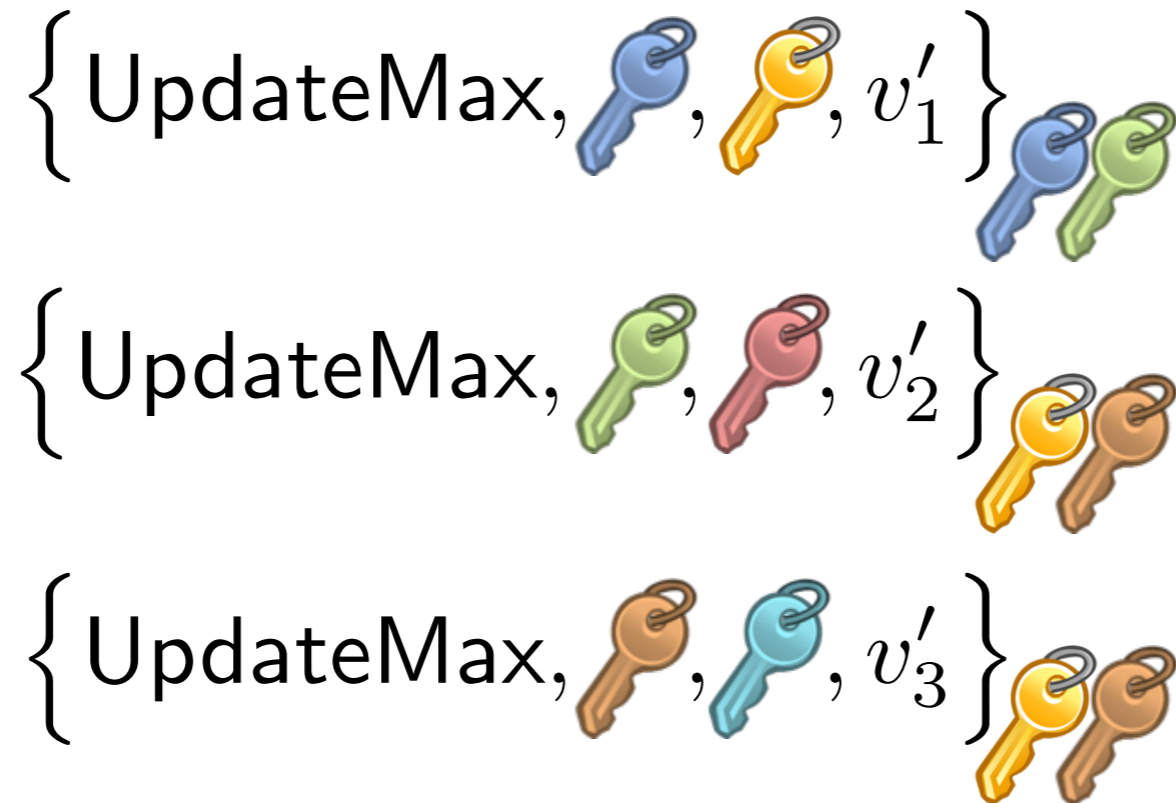 {UpdateMax, , , v′₁}
{UpdateMax, , , v′₂}
{UpdateMax, , , v′₃}